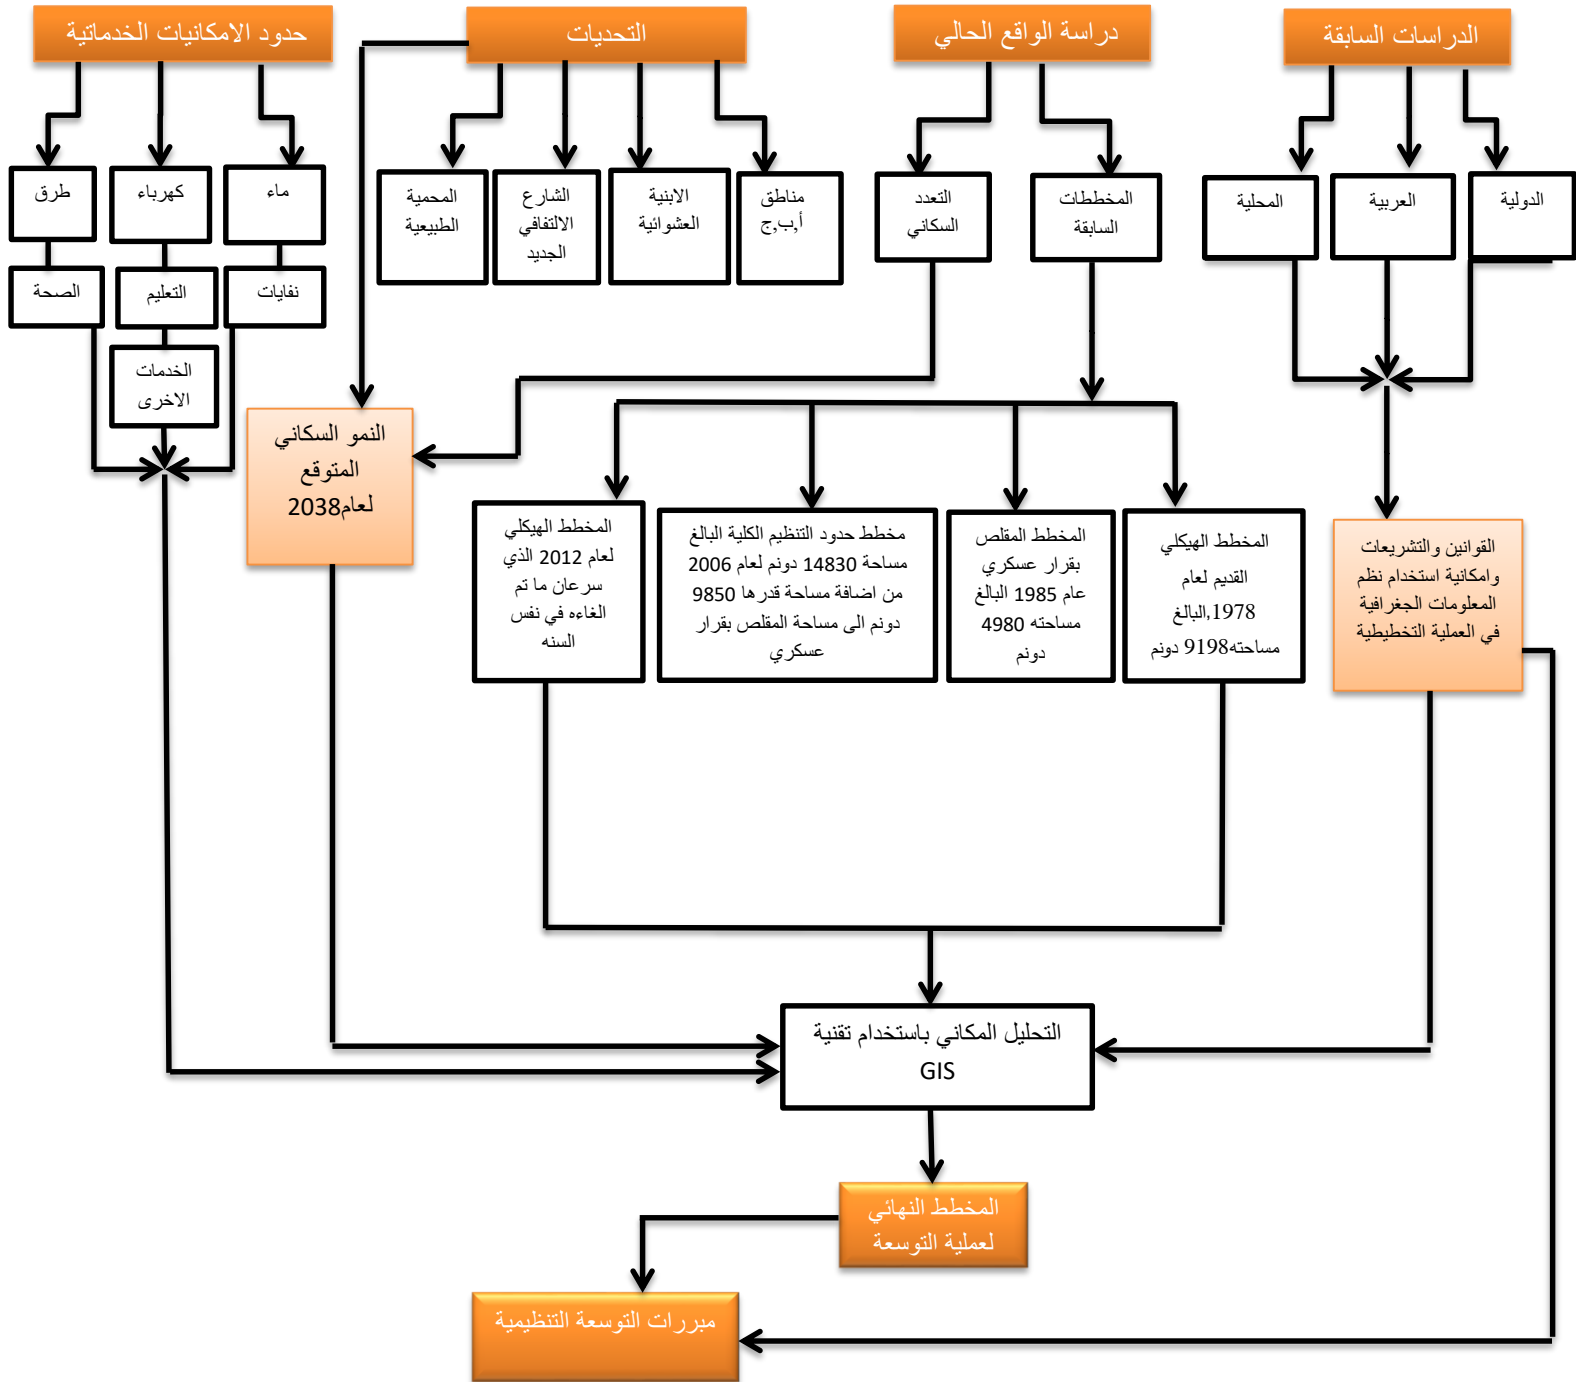 الدراسات السابقة
دراسة الواقع الحالي
التحديات
حدود الامكانيات الخدماتية
الدولية
العربية
المحلية
المخططات
السابقة
التعدد
السكاني
مناطق
أ,ب,ج
الابنية
العشوائية
الشارع
الالتفافي
الجديد
المحمية
الطبيعية
ماء
كهرباء
طرق
نفايات
التعليم
الصحة
الخدمات
الاخرى
النمو السكاني
المتوقع
لعام2038
القوانين والتشريعات
وامكانية استخدام نظم
المعلومات الجغرافية
في العملية التخطيطية
المخطط الهيكلي
القديم لعام
1978,البالغ
مساحته9198 دونم
المخطط المقلص
بقرار عسكري
عام 1985 البالغ
مساحته 4980
دونم
مخطط حدود التنظيم الكلية البالغ
مساحة 14830 دونم لعام 2006
من اضافة مساحة قدرها 9850
دونم الى مساحة المقلص بقرار
عسكري
المخطط الهيكلي
لعام 2012 الذي
سرعان ما تم
الغاءه في نفس
السنه
التحليل المكاني باستخدام تقنية
GIS
المخطط النهائي
لعملية التوسعة
مبررات التوسعة التنظيمية